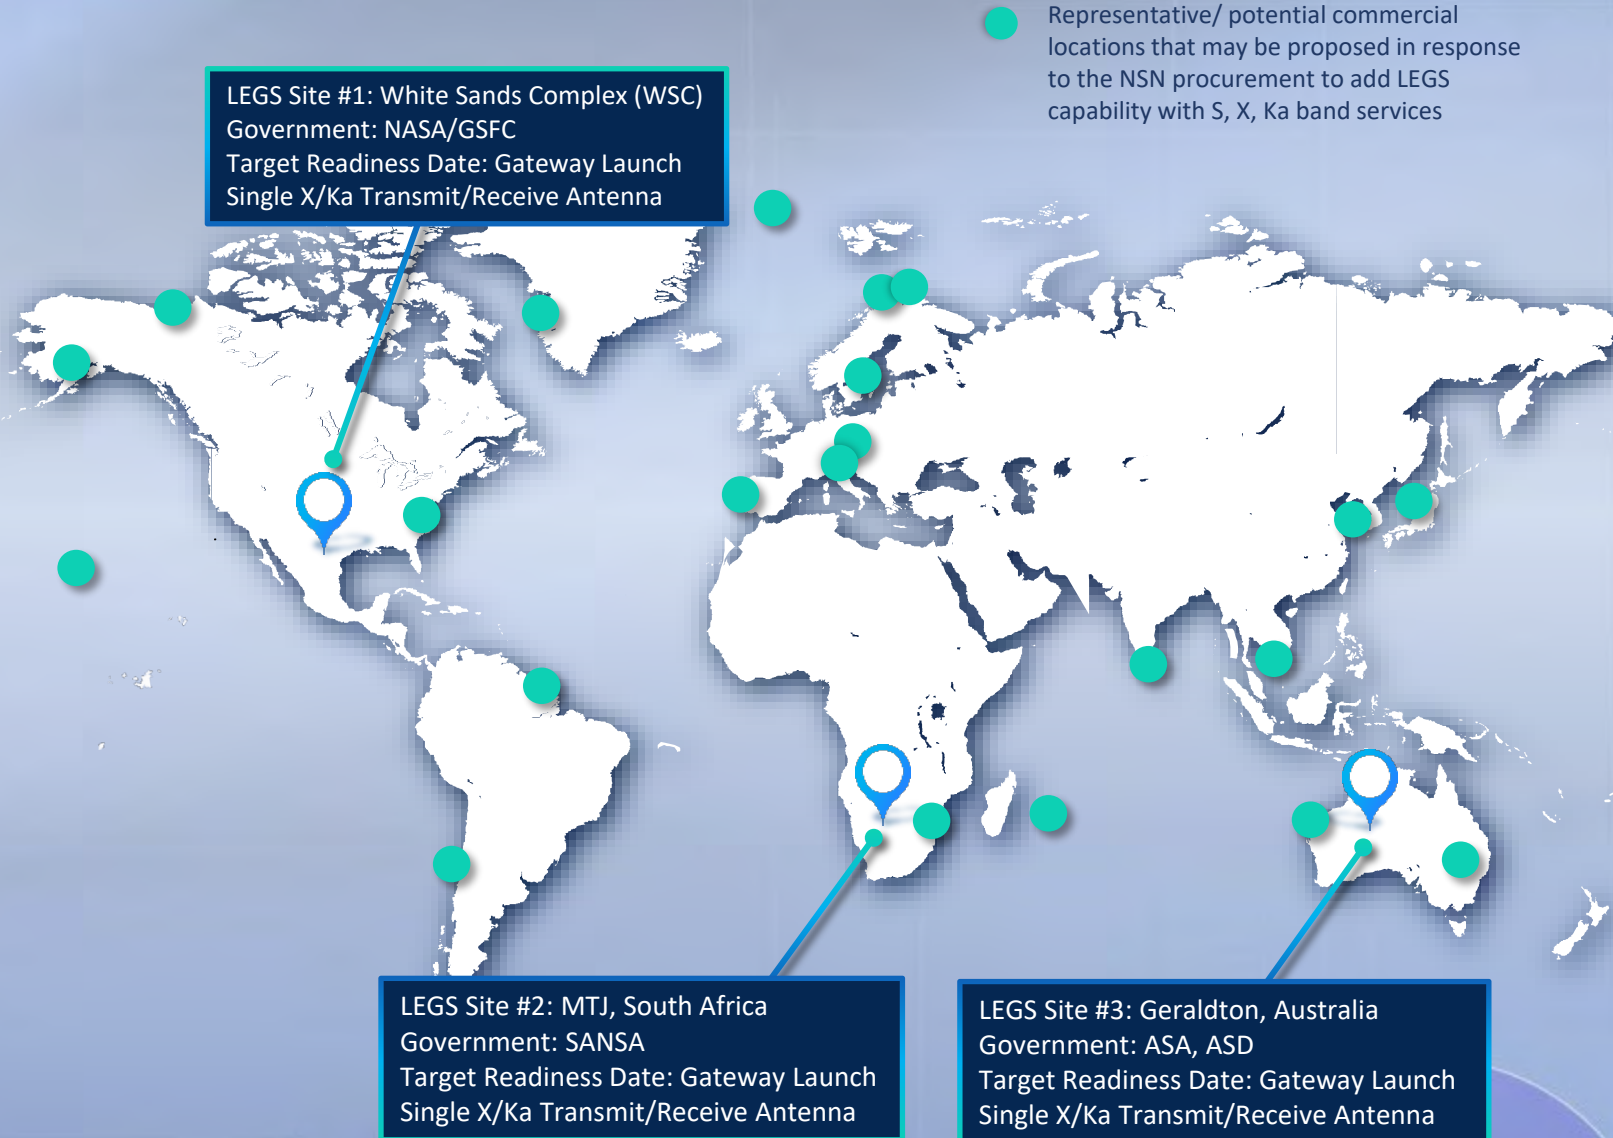 Representative/ potential commercial
locations that may be proposed in response
to the NSN procurement to add LEGS
capability with S, X, Ka band services
LEGS Site #1: White Sands Complex (WSC)
Government: NASA/GSFC
Target Readiness Date: Gateway Launch
Single X/Ka Transmit/Receive Antenna
LEGS Site #2: MTJ, South Africa
Government: SANSA
Target Readiness Date: Gateway Launch
Single X/Ka Transmit/Receive Antenna
LEGS Site #3: Geraldton, Australia
Government: ASA, ASD
Target Readiness Date: Gateway Launch
Single X/Ka Transmit/Receive Antenna